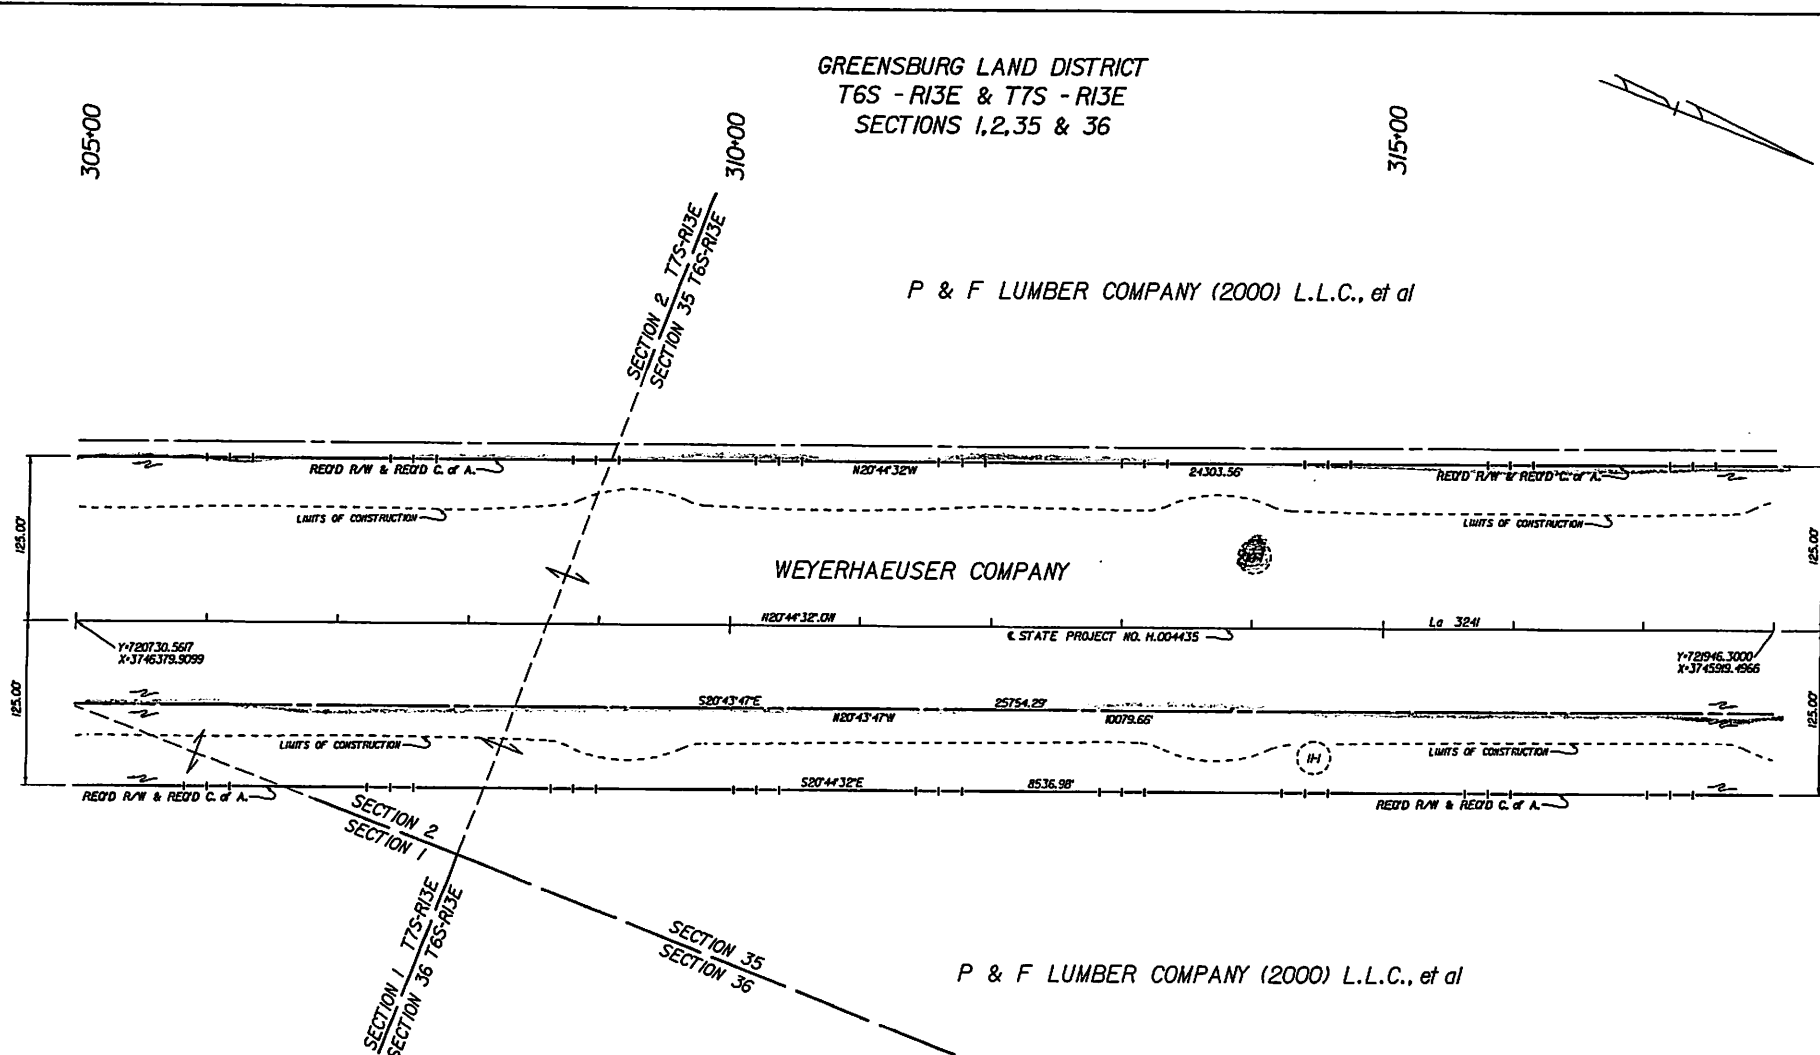 GREENSBURG LAND DISTRICT
T6S - R13E & T7S - R13E
SECTIONS 1,2,35 & 36
305+00
310+00
315+00
SECTION 2 T7S-R13E
SECTION 35 T6S-R13E
P & F LUMBER COMPANY (2000) L.L.C., et al
REQ'D R/W & REQ'D C. of A.
N20°44'32"W
24303.56'
REQ'D R/W & REQ'D C. of A.
LIMITS OF CONSTRUCTION
LIMITS OF CONSTRUCTION
125.00'
125.00'
WEYERHAEUSER COMPANY
N20°44'32".0W
℄ STATE PROJECT NO. H.004435
La 3241
Y=720730.5617
X=3746379.9099
Y=721946.3000
X=3745919.4966
125.00'
125.00'
S20°43'47"E
25754.29'
N20°43'47"W
10079.66'
LIMITS OF CONSTRUCTION
1H
LIMITS OF CONSTRUCTION
S20°44'32"E
8536.98'
REQ'D R/W & REQ'D C. of A.
REQ'D R/W & REQ'D C. of A.
SECTION 2
SECTION 1
SECTION 1 T7S-R13E
SECTION 36 T6S-R13E
SECTION 35
SECTION 36
P & F LUMBER COMPANY (2000) L.L.C., et al